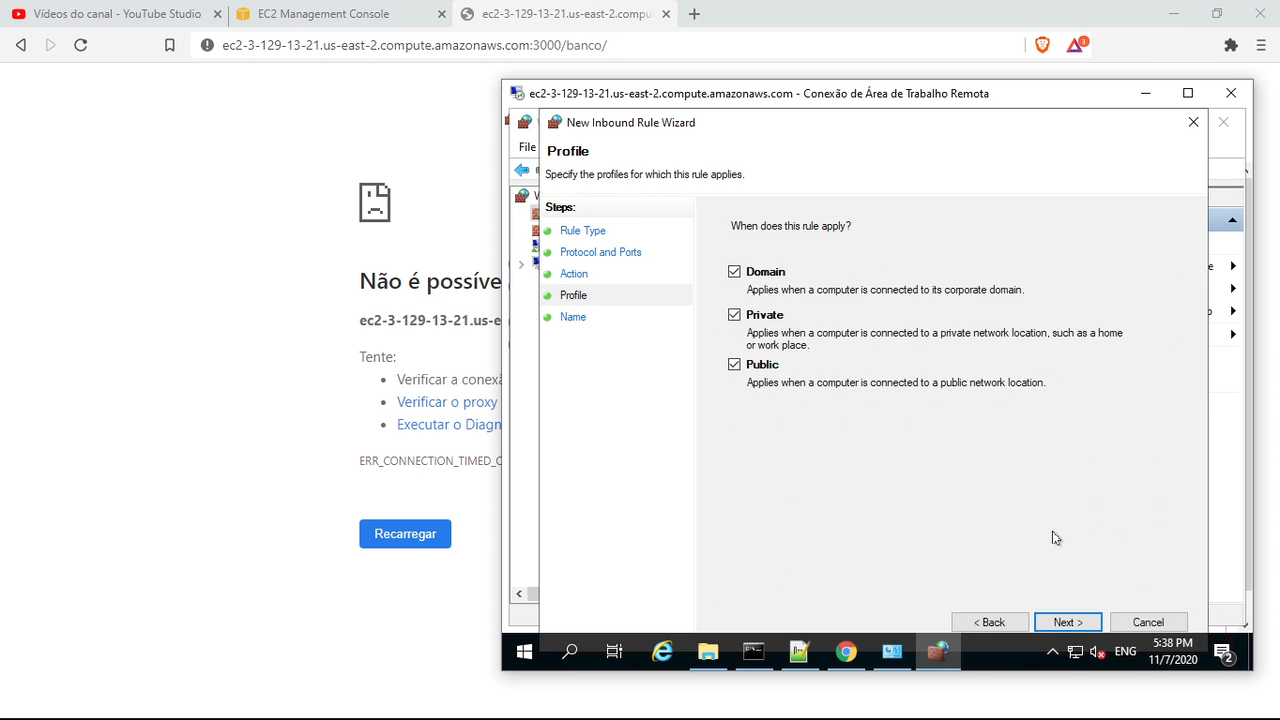 Vídeos do canal - YouTube Studio
EC2 Management Console
ec2-3-129-13-21.us-east-2.compu
ec2-3-129-13-21.us-east-2.compute.amazonaws.com:3000/banco/
3
Não é possíve
ec2-3-129-13-21.us-e
Tente:
Verificar a conexã
Verificar o proxy
Executar o Diagn
ERR_CONNECTION_TIMED_O
Recarregar
ec2-3-129-13-21.us-east-2.compute.amazonaws.com - Conexão de Área de Trabalho Remota
New Inbound Rule Wizard
File
Profile
Specify the profiles for which this rule applies.
Steps:
Rule Type
Protocol and Ports
Action
Profile
Name
When does this rule apply?
Domain
Applies when a computer is connected to its corporate domain.
Private
Applies when a computer is connected to a private network location, such as a home
or work place.
Public
Applies when a computer is connected to a public network location.
< Back
Next >
Cancel
ENG
5:38 PM
11/7/2020
2